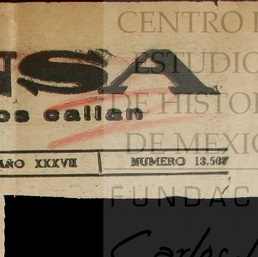 CENTRO
ESTUDIO
NSA
DE HISTOR
os callan
DE MEXIC
AÑO XXXVII NUMERO 13.507
FUNDAC
Carlos